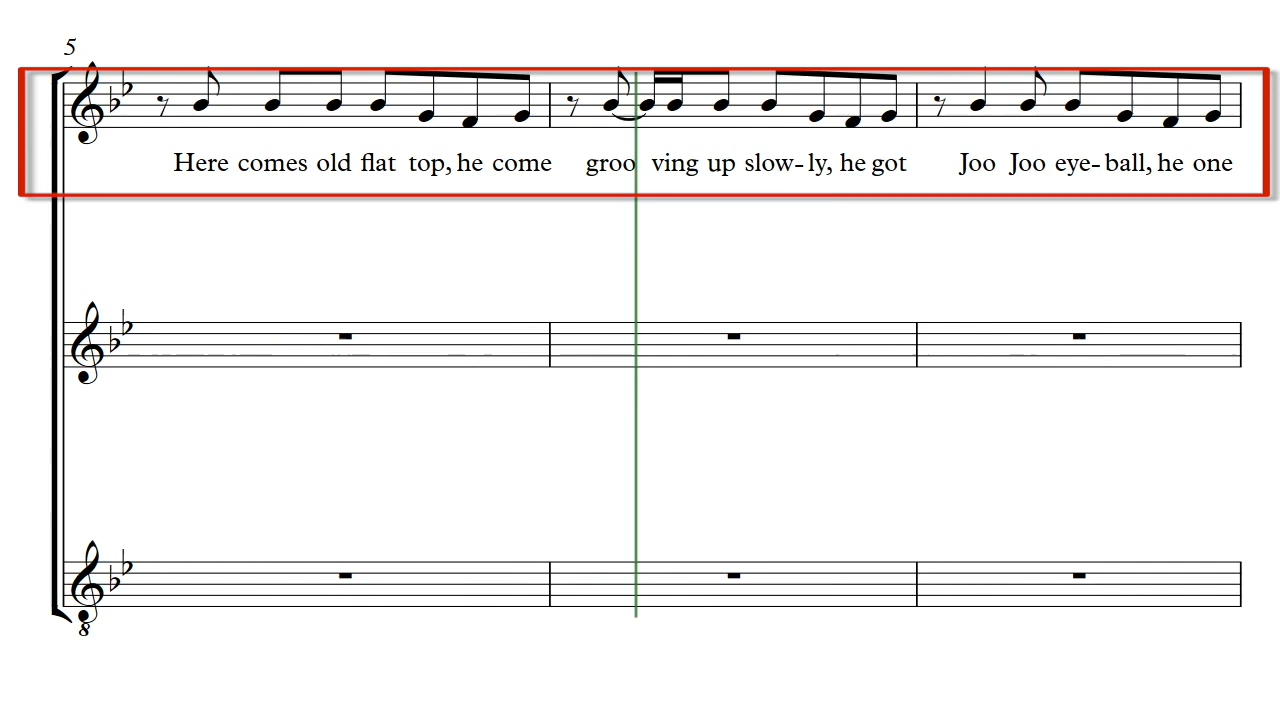 5
Here comes old flat top, he come groo ving up slow- ly, he got Joo Joo eye- ball, he one
8